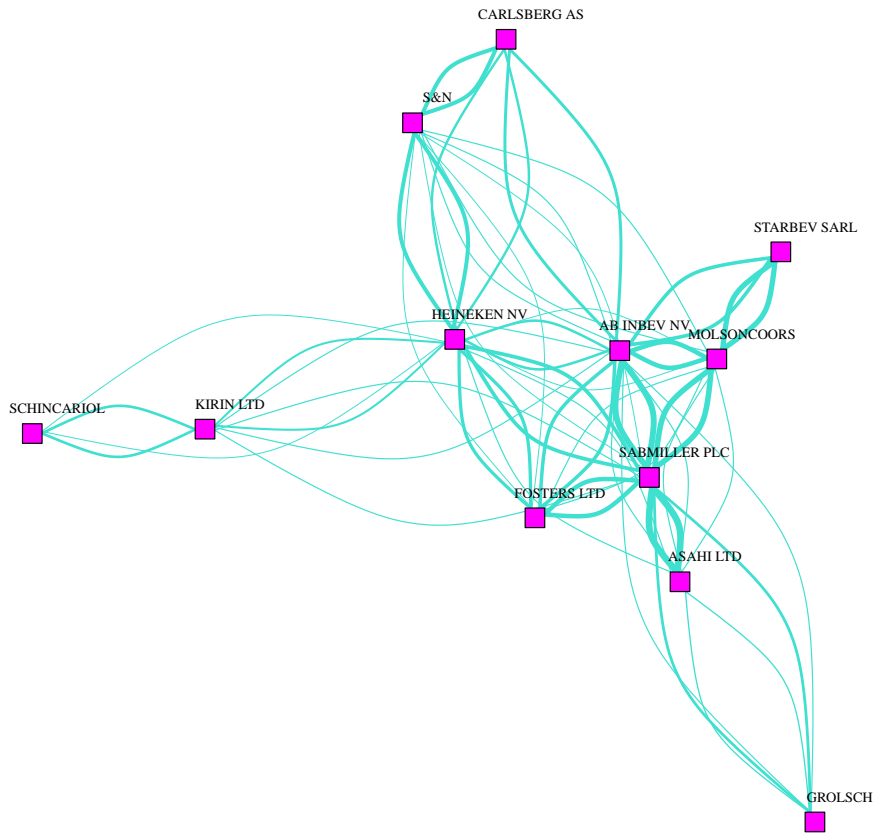 CARLSBERG AS
S&N
STARBEV SARL
HEINEKEN NV
AB INBEV NV
MOLSONCOORS
SCHINCARIOL
KIRIN LTD
SABMILLER PLC
FOSTERS LTD
ASAHI LTD
GROLSCH